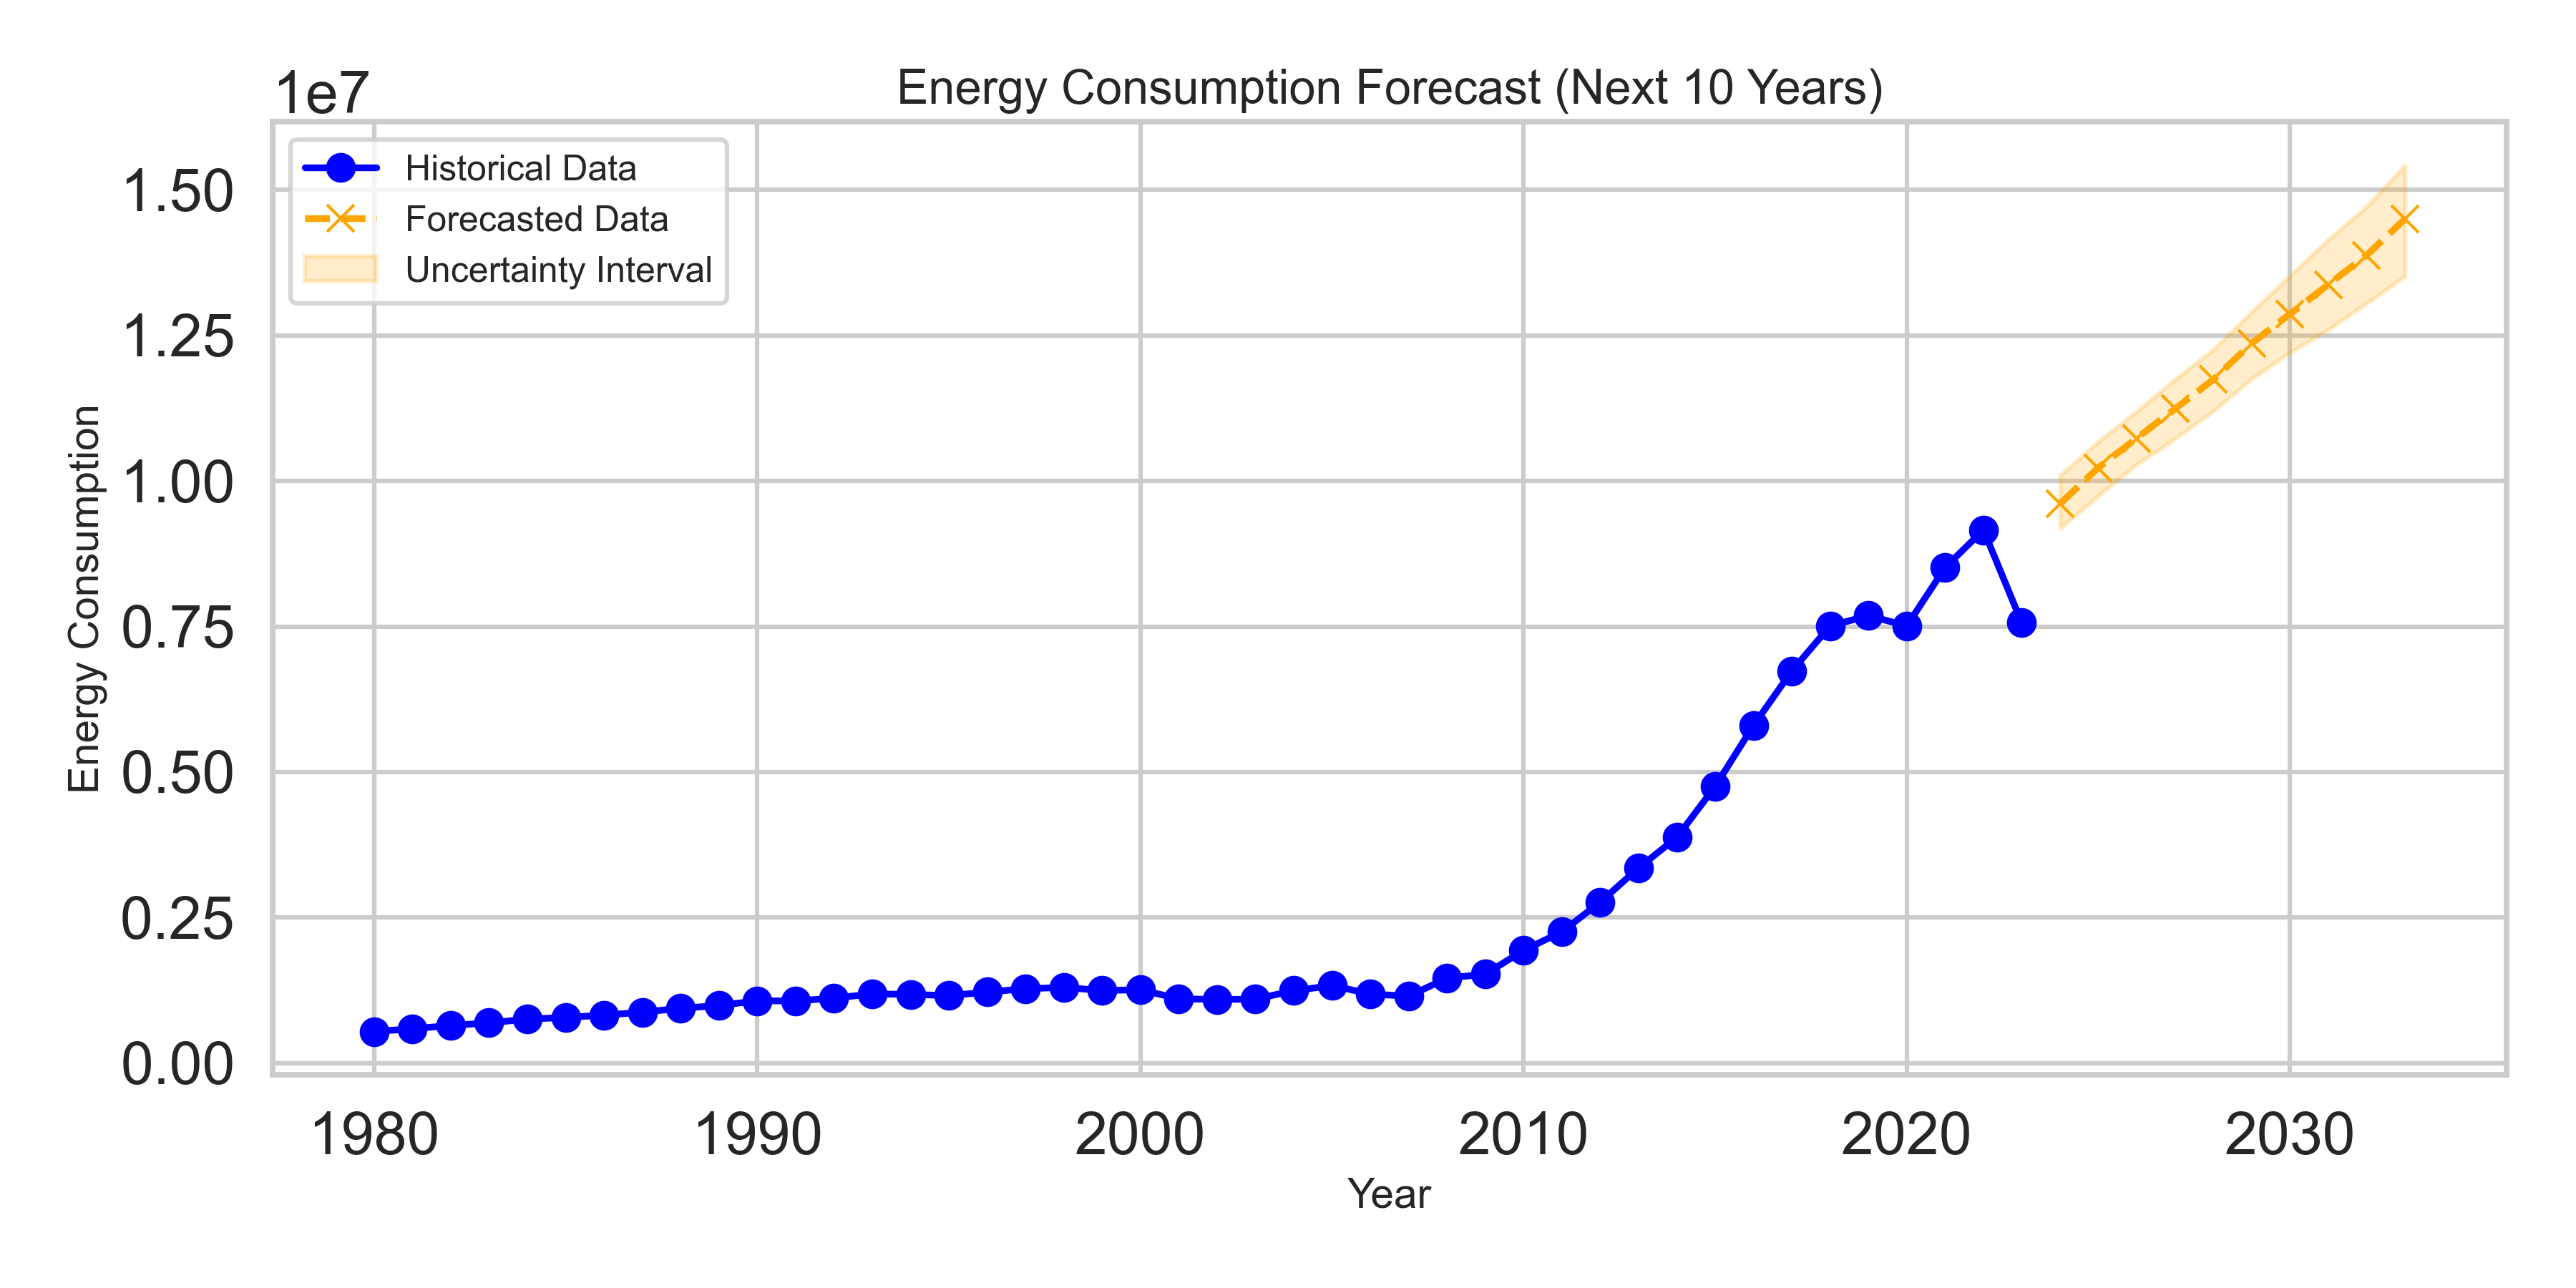 Energy Consumption Forecast (Next 10 Years)
1e7
Historical Data
Forecasted Data
Uncertainty Interval
1.50
1.25
1.00
0.75
0.50
0.25
0.00
Energy Consumption
1980 1990 2000 2010 2020 2030
Year